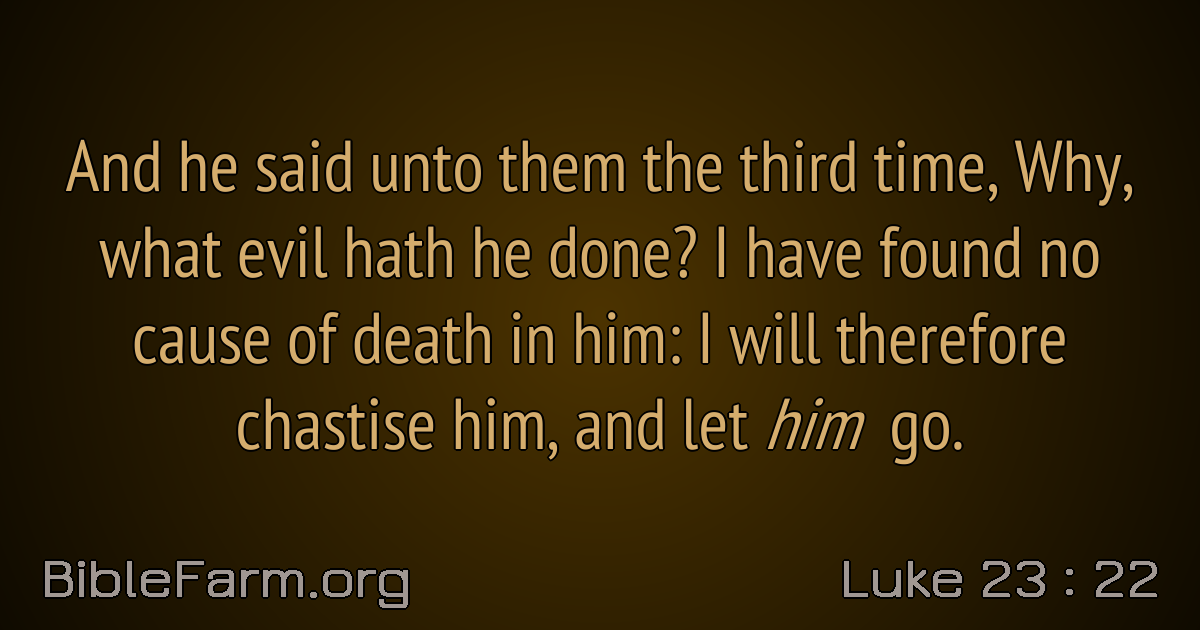 And he said unto them the third time, Why,
what evil hath he done? I have found no
cause of death in him: I will therefore
chastise him, and let him go.
BibleFarm.org
Luke 23 : 22